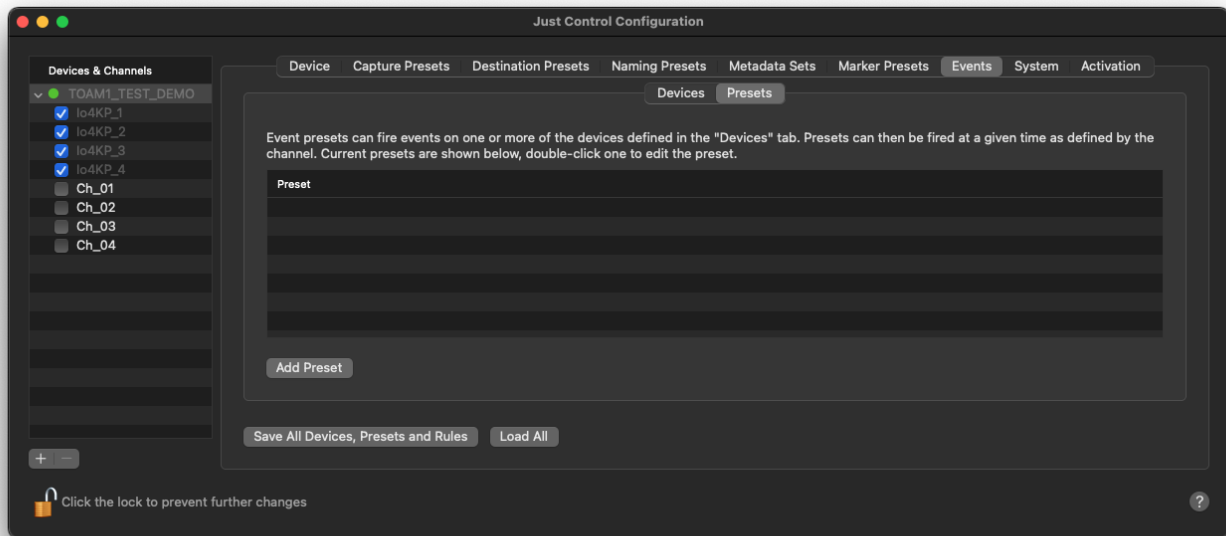 Just Control Configuration
Devices & Channels
TOAM1_TEST_DEMO
Io4KP_1
Io4KP_2
Io4KP_3
Io4KP_4
Ch_01
Ch_02
Ch_03
Ch_04
Device Capture Presets Destination Presets Naming Presets Metadata Sets Marker Presets Events System Activation
Devices Presets
Event presets can fire events on one or more of the devices defined in the "Devices" tab. Presets can then be fired at a given time as defined by the
channel. Current presets are shown below, double-click one to edit the preset.
Preset
Add Preset
Save All Devices, Presets and Rules Load All
+ −
Click the lock to prevent further changes
?